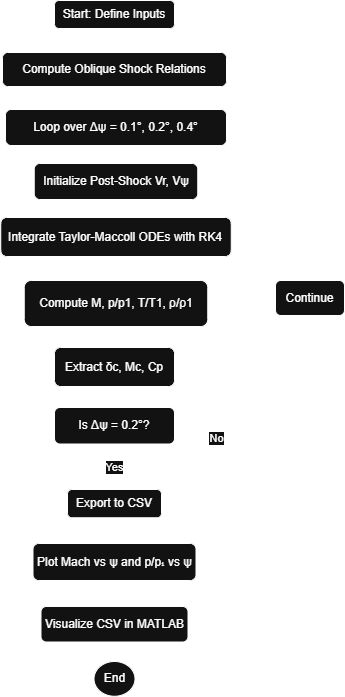 Start: Define Inputs
Compute Oblique Shock Relations
Loop over Δψ = 0.1°, 0.2°, 0.4°
Initialize Post-Shock Vr, Vψ
Integrate Taylor-Maccoll ODEs with RK4
Compute M, p/p1, T/T1, ρ/ρ1
Continue
Extract δc, Mc, Cp
Is Δψ = 0.2°?
No
Yes
Export to CSV
Plot Mach vs ψ and p/p₁ vs ψ
Visualize CSV in MATLAB
End